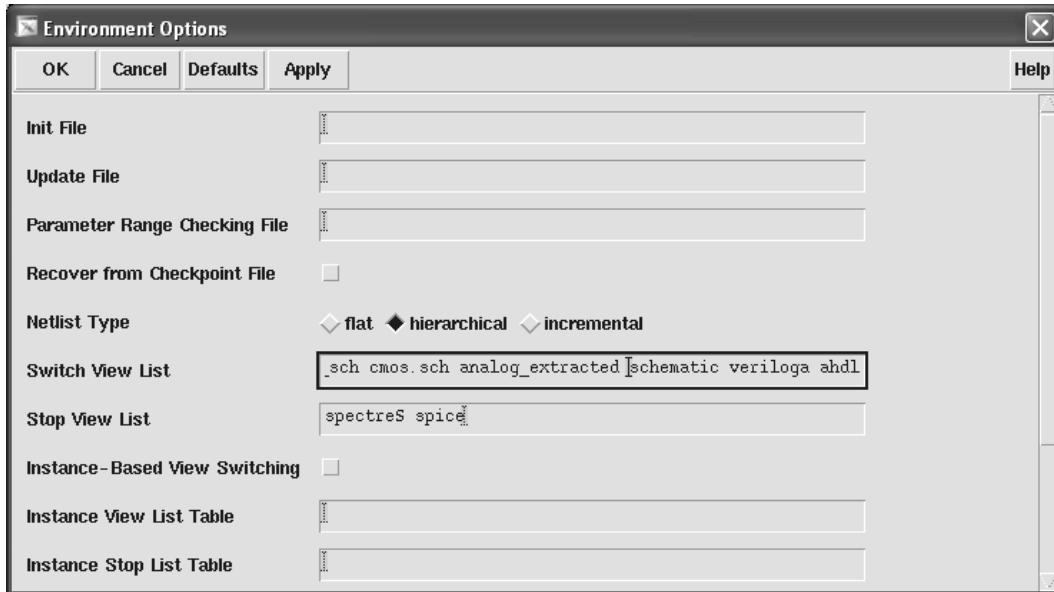 Environment Options
OK Cancel Defaults Apply Help
Init File
Update File
Parameter Range Checking File
Recover from Checkpoint File
Netlist Type flat hierarchical incremental
Switch View List _sch cmos.sch analog_extracted schematic veriloga ahdl
Stop View List spectreS spice
Instance-Based View Switching
Instance View List Table
Instance Stop List Table